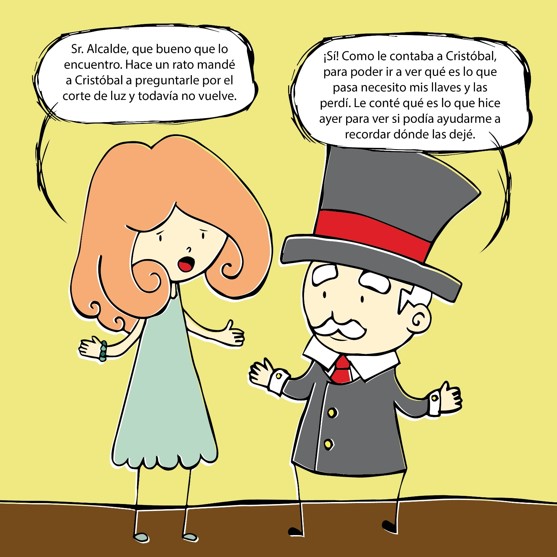 Sr. Alcalde, que bueno que lo
encuentro. Hace un rato mandé
a Cristóbal a preguntarle por el
corte de luz y todavía no vuelve.
¡Sí! Como le contaba a Cristóbal,
para poder ir a ver qué es lo que
pasa necesito mis llaves y las
perdí. Le conté qué es lo que hice
ayer para ver si podía ayudarme a
recordar dónde las dejé.